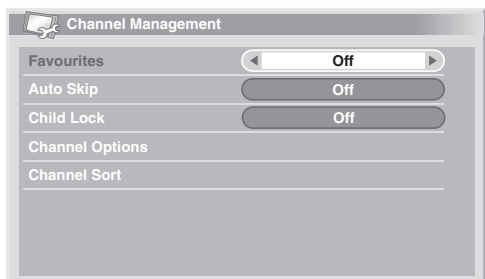 Channel Management
Favourites Off
Auto Skip Off
Child Lock Off
Channel Options
Channel Sort